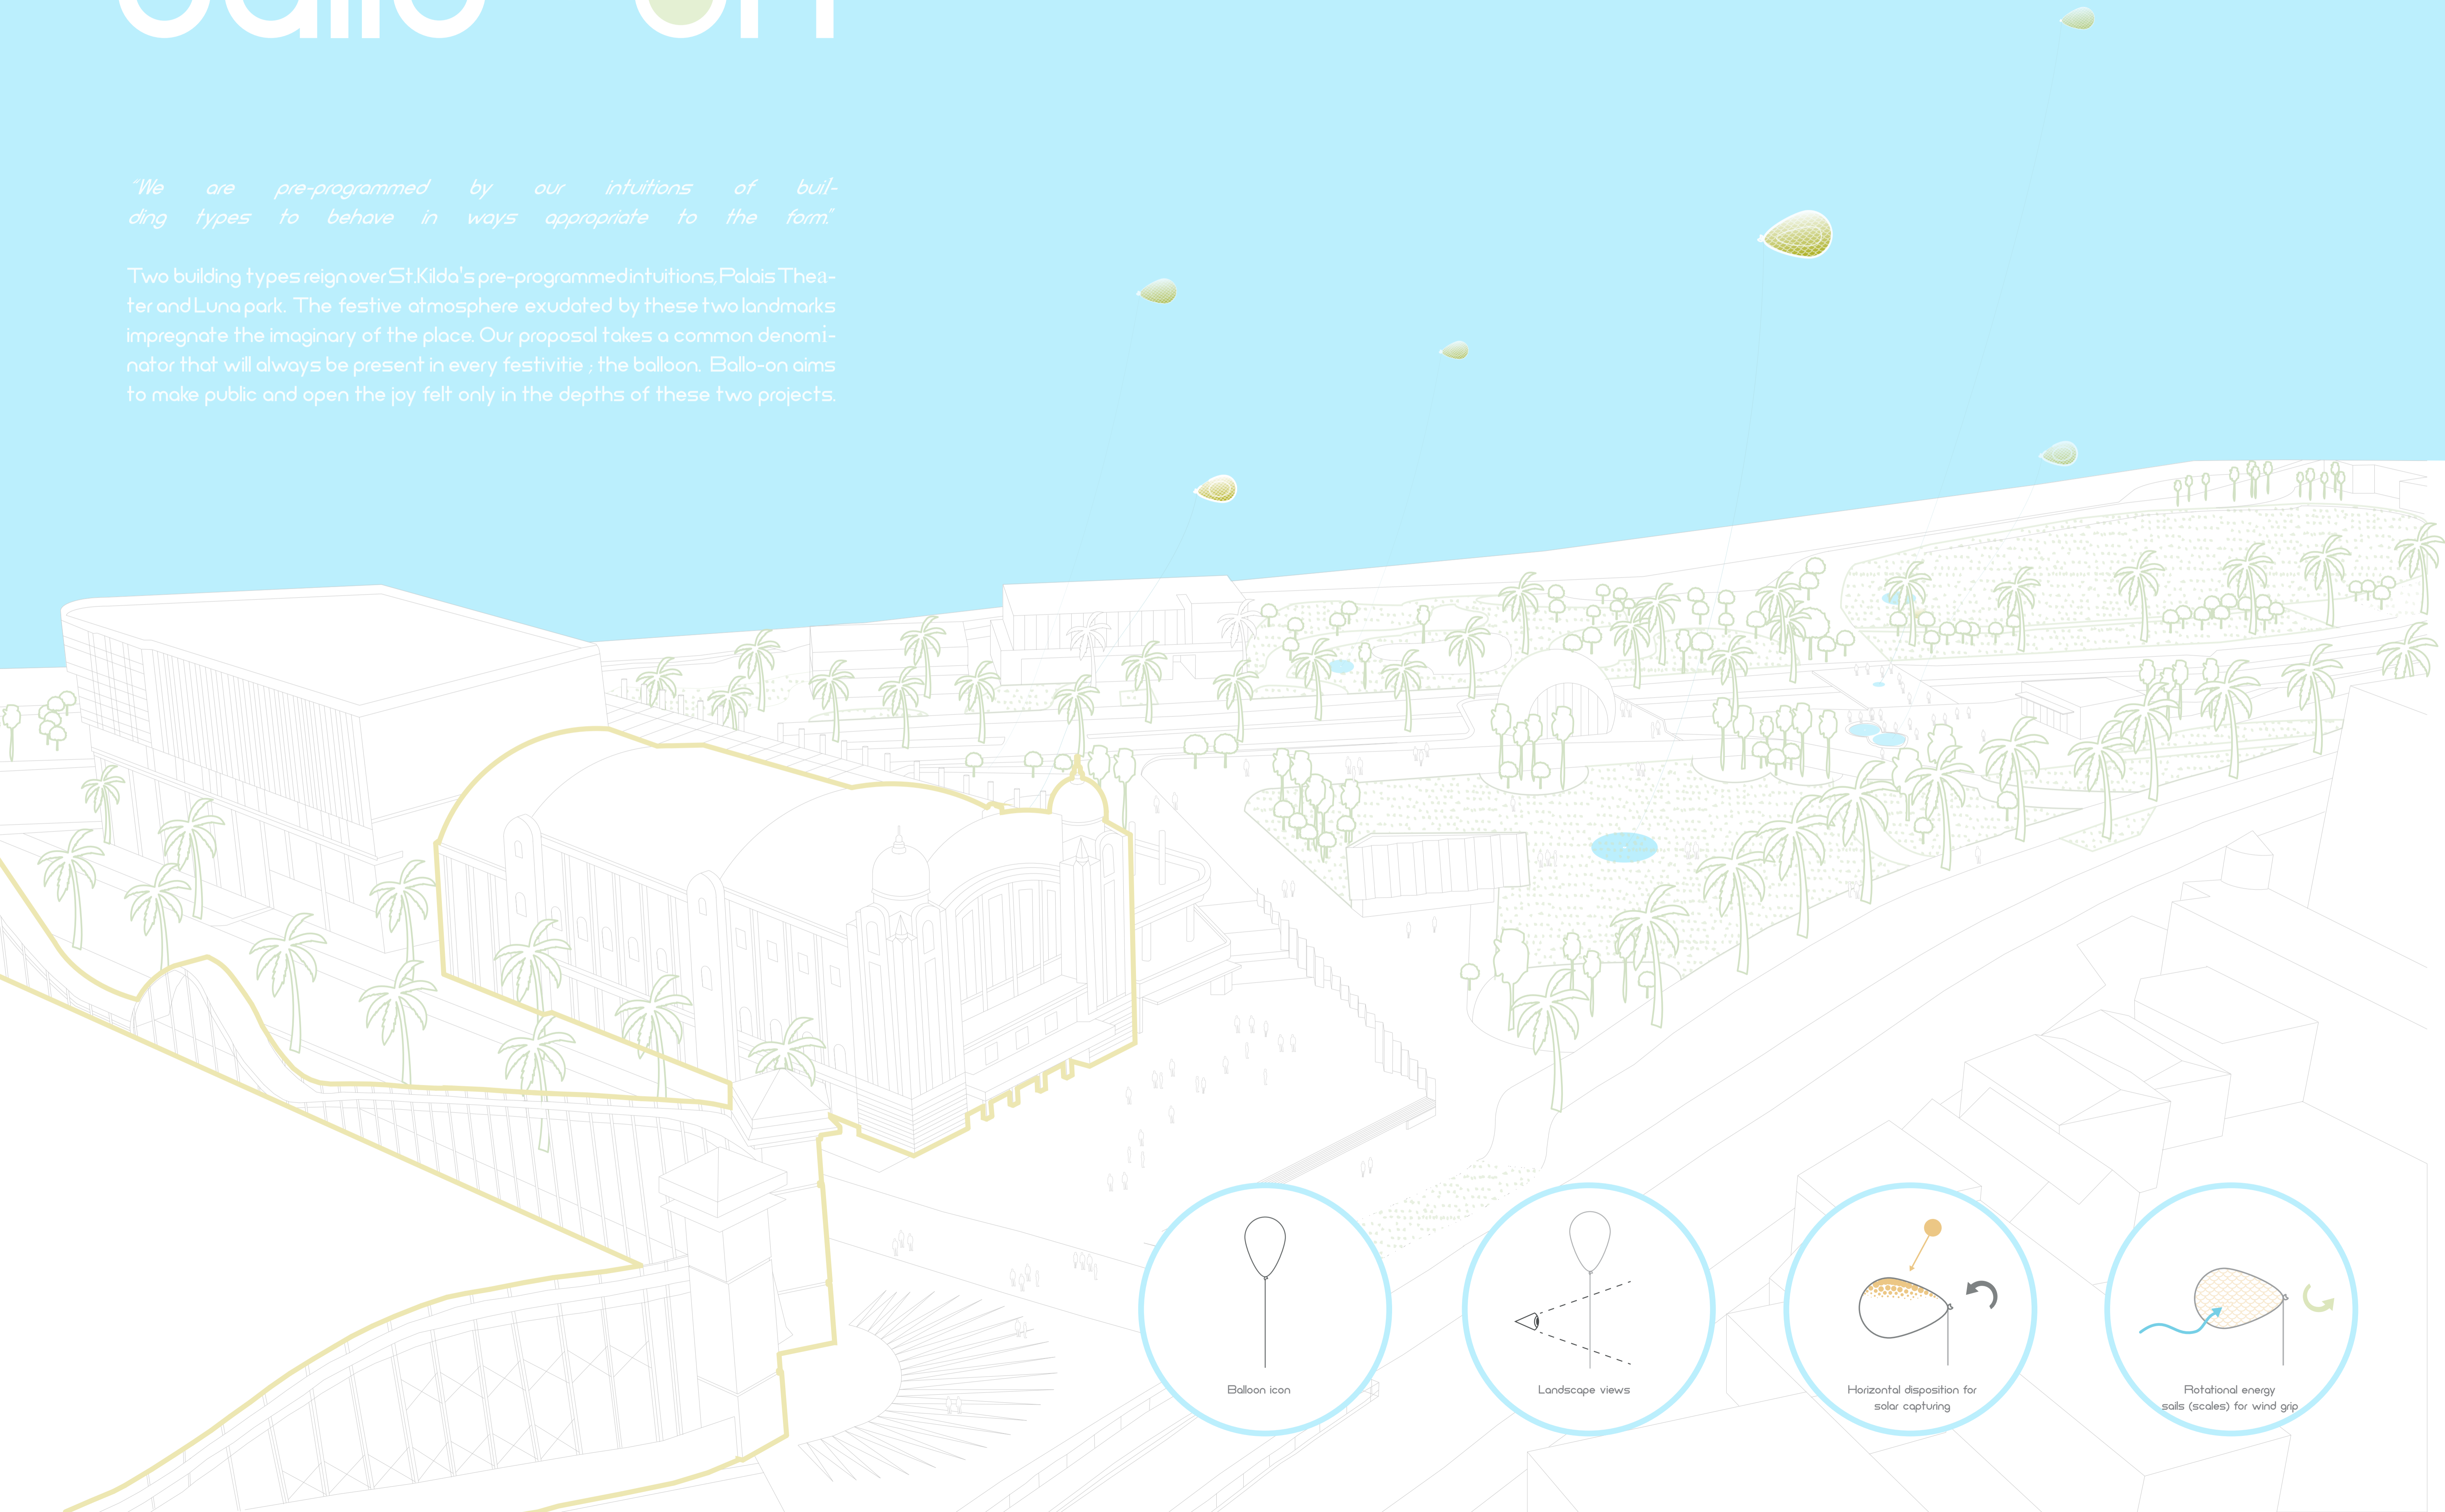 ballo on
"We are pre-programmed by our intuitions of buil-
ding types to behave in ways appropriate to the form."
Two building types reign over St.Kilda's pre-programmed intuitions, Palais Thea-
ter and Luna park. The festive atmosphere exudated by these two landmarks
impregnate the imaginary of the place. Our proposal takes a common denomi-
nator that will always be present in every festivitie ; the balloon. Ballo-on aims
to make public and open the joy felt only in the depths of these two projects.
Balloon icon
Landscape views
Horizontal disposition for
solar capturing
Rotational energy
sails (scales) for wind grip